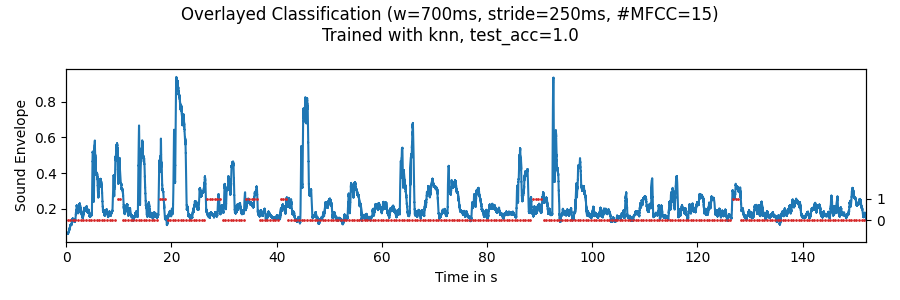 Overlayed Classification (w=700ms, stride=250ms, #MFCC=15)
Trained with knn, test_acc=1.0
Sound Envelope
0.8
0.6
0.4
0.2
1
0
0 20 40 60 80 100 120 140
Time in s